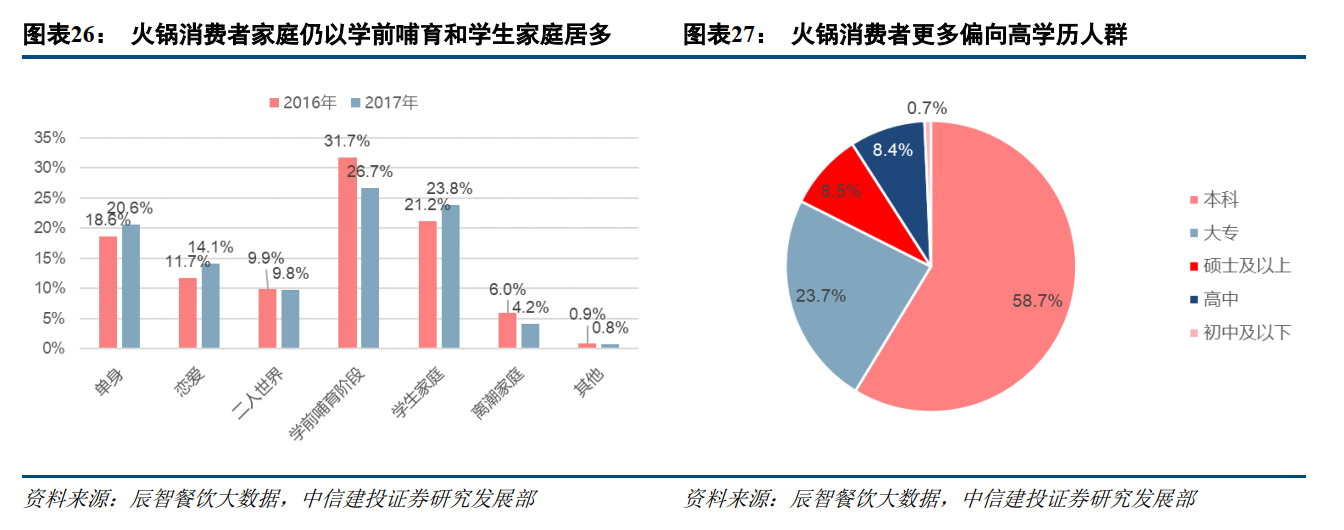 图表26： 火锅消费者家庭仍以学前哺育和学生家庭居多
2016年 2017年
35%
30%
25%
20%
15%
10%
5%
0%
18.6%
20.6%
11.7%
14.1%
9.9%
9.8%
31.7%
26.7%
21.2%
23.8%
6.0%
4.2%
0.9%
0.8%
单身
恋爱
二人世界
学前哺育阶段
学生家庭
离潮家庭
其他
资料来源：辰智餐饮大数据，中信建投证券研究发展部
图表27： 火锅消费者更多偏向高学历人群
0.7%
8.4%
8.5%
23.7%
58.7%
本科
大专
硕士及以上
高中
初中及以下
资料来源：辰智餐饮大数据，中信建投证券研究发展部